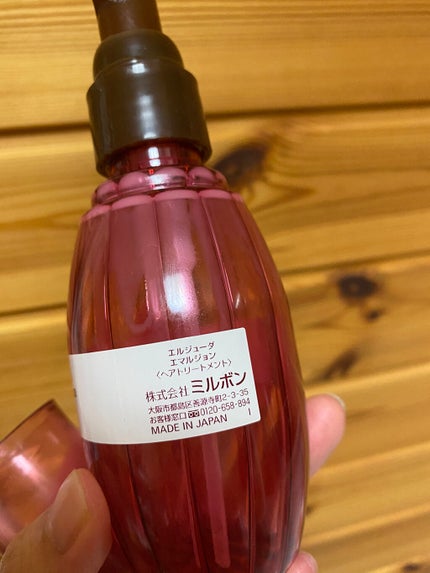 エルジューダ
エマルジョン
〈ヘアトリートメント〉
株式会社 ミルボン
大阪市都島区善源寺町2-3-35
お客様窓口 0120-658-894
MADE IN JAPAN I